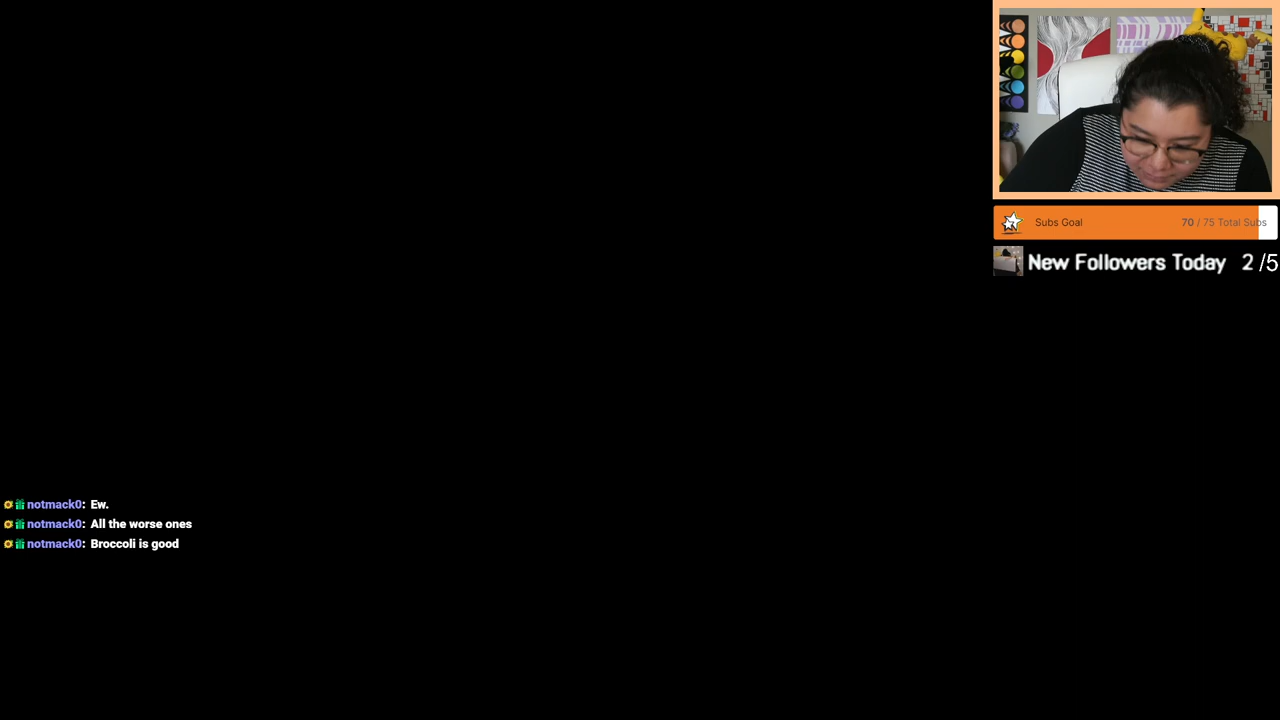 Subs Goal 70 / 75 Total Subs
New Followers Today 2 /5
notmack0: Ew.
notmack0: All the worse ones
notmack0: Broccoli is good